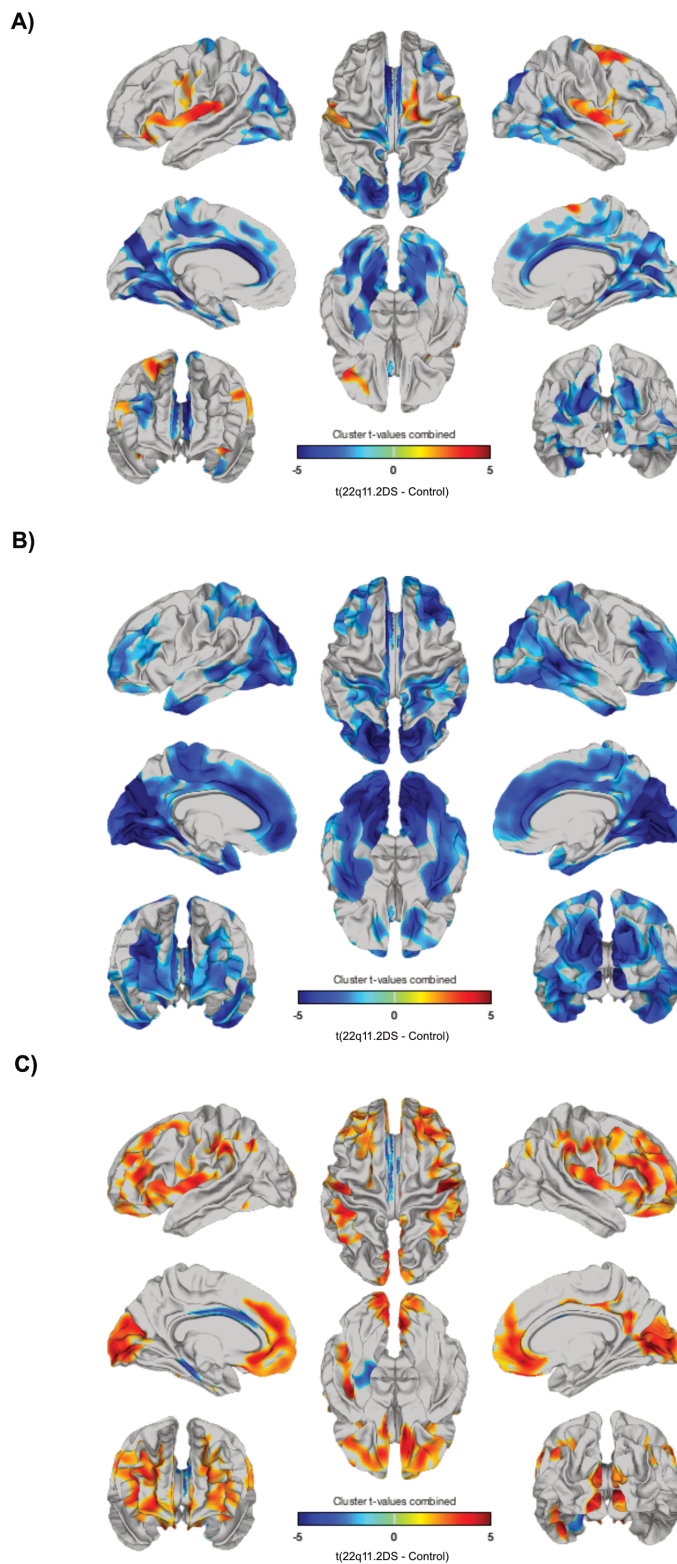 A)
Cluster t-values combined
-5 0 5
t(22q11.2DS - Control)
B)
Cluster t-values combined
-5 0 5
t(22q11.2DS - Control)
C)
Cluster t-values combined
-5 0 5
t(22q11.2DS - Control)